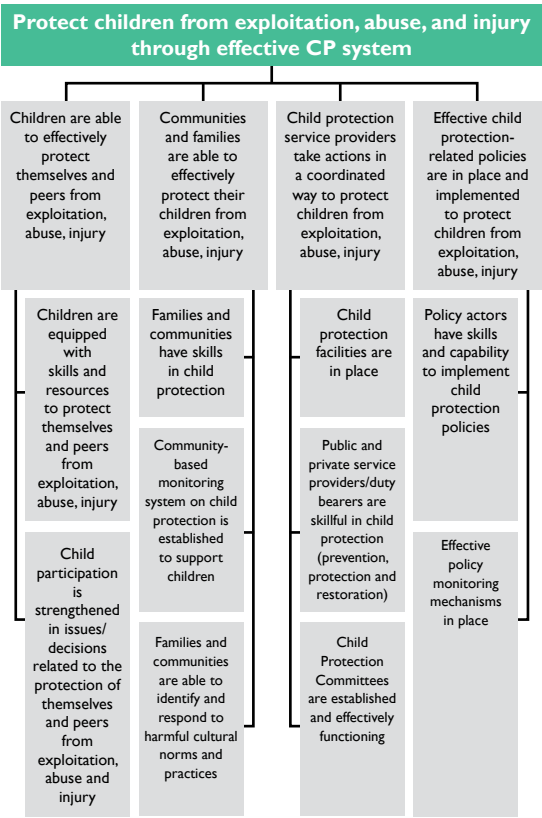 Protect children from exploitation, abuse, and injury
through effective CP system
Children are able
to effectively
protect
themselves and
peers from
exploitation,
abuse, injury
Communities
and families
are able to
effectively
protect their
children from
exploitation,
abuse, injury
Child protection
service providers
take actions in
a coordinated
way to protect
children from
exploitation,
abuse, injury
Effective child
protection-
related policies
are in place and
implemented
to protect
children from
exploitation,
abuse, injury
Children are
equipped
with
skills and
resources
to protect
themselves
and peers
from
exploitation,
abuse, injury
Child
participation
is
strengthened
in issues/
decisions
related to the
protection of
themselves
and peers
from
exploitation,
abuse and
injury
Families and
communities
have skills
in child
protection
Community-
based
monitoring
system on child
protection is
established
to support
children
Families and
communities
are able to
identify and
respond to
harmful cultural
norms and
practices
Child
protection
facilities are
in place
Public and
private service
providers/duty
bearers are
skillful in child
protection
(prevention,
protection and
restoration)
Child
Protection
Committees
are established
and effectively
functioning
Policy actors
have skills
and capability
to implement
child
protection
policies
Effective
policy
monitoring
mechanisms
in place